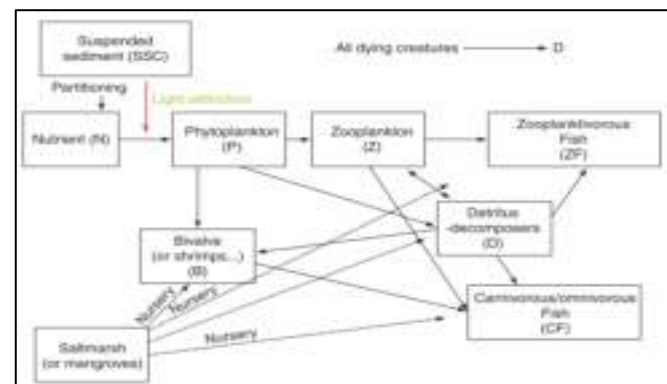 Suspended
sediment (SSC)
All dying creatures
D
Partitioning
Light extinction
Nutrient (N)
Phytoplankton
(P)
Zooplankton
(Z)
Zooplanktivorous
Fish
(ZF)
Detritus
-decomposers
(D)
Bivalve
(or shrimps...)
(B)
Nursery
Nursery
Nursery
Saltmarsh
(or mangroves)
Carnivorous/omnivorous
Fish
(CF)